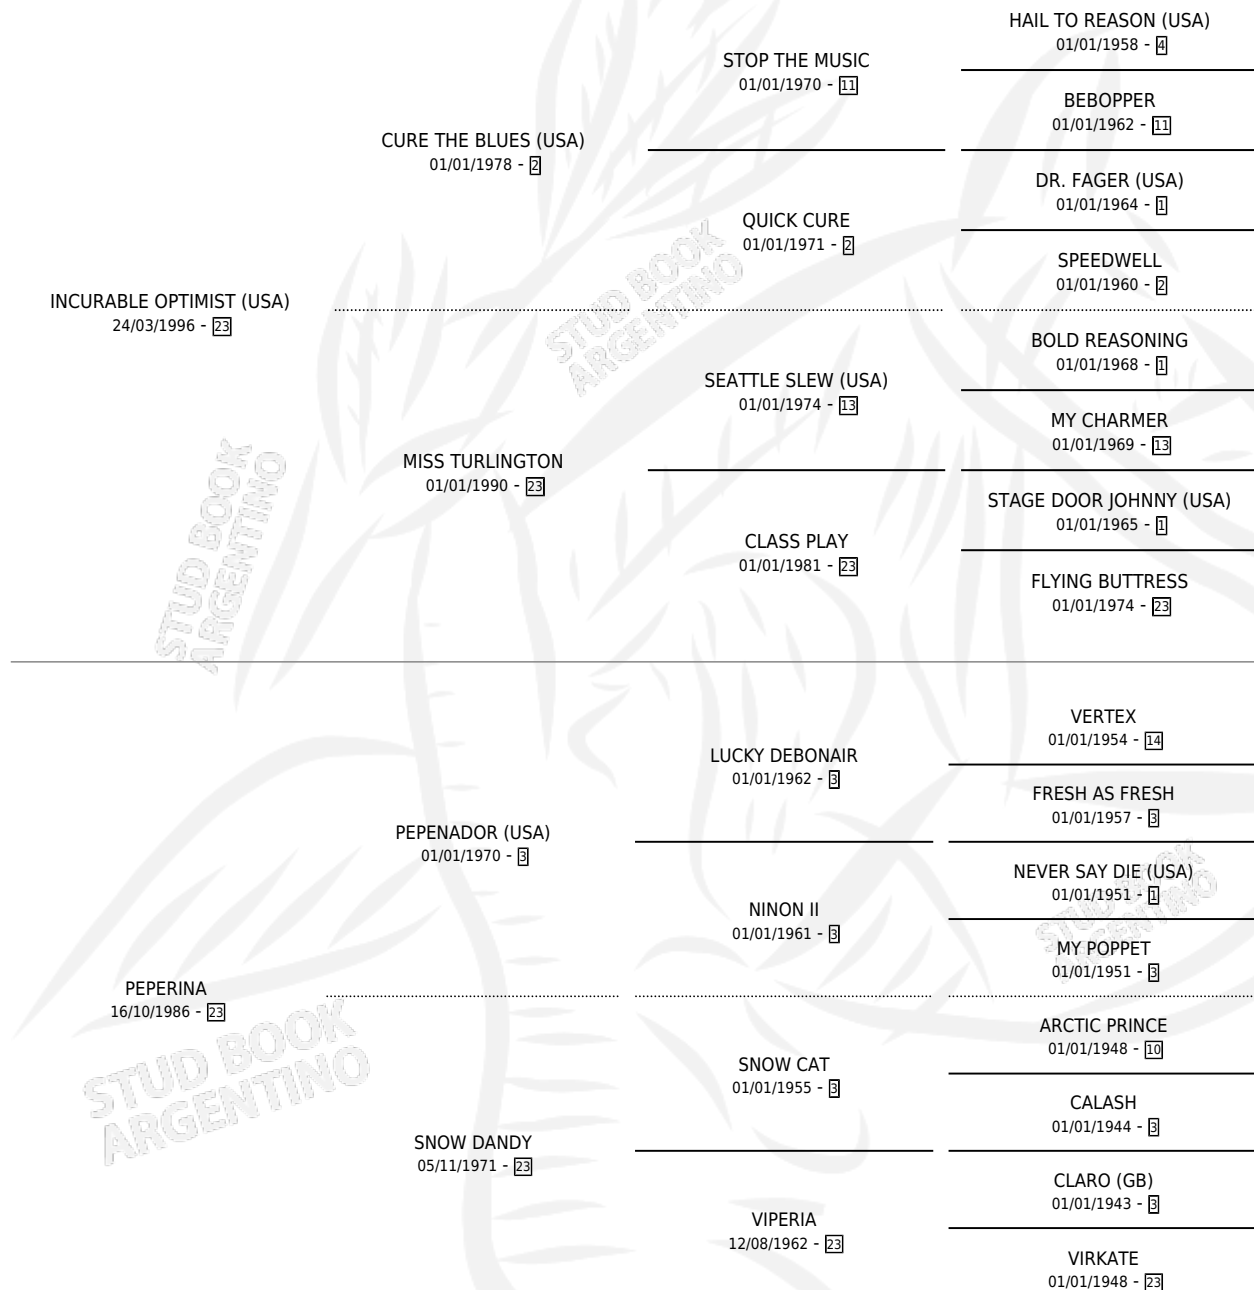 HAIL TO REASON (USA)
01/01/1958 - 4
STOP THE MUSIC
01/01/1970 - 11
BEBOPPER
01/01/1962 - 11
CURE THE BLUES (USA)
01/01/1978 - 2
DR. FAGER (USA)
01/01/1964 - 1
QUICK CURE
01/01/1971 - 2
SPEEDWELL
01/01/1960 - 2
INCURABLE OPTIMIST (USA)
24/03/1996 - 23
BOLD REASONING
01/01/1968 - 1
SEATTLE SLEW (USA)
01/01/1974 - 13
MY CHARMER
01/01/1969 - 13
MISS TURLINGTON
01/01/1990 - 23
STAGE DOOR JOHNNY (USA)
01/01/1965 - 1
CLASS PLAY
01/01/1981 - 23
FLYING BUTTRESS
01/01/1974 - 23
VERTEX
01/01/1954 - 14
LUCKY DEBONAIR
01/01/1962 - 3
FRESH AS FRESH
01/01/1957 - 3
PEPENADOR (USA)
01/01/1970 - 3
NEVER SAY DIE (USA)
01/01/1951 - 1
NINON II
01/01/1961 - 3
MY POPPET
01/01/1951 - 3
PEPERINA
16/10/1986 - 23
ARCTIC PRINCE
01/01/1948 - 10
SNOW CAT
01/01/1955 - 3
CALASH
01/01/1944 - 3
SNOW DANDY
05/11/1971 - 23
CLARO (GB)
01/01/1943 - 3
VIPERIA
12/08/1962 - 23
VIRKATE
01/01/1948 - 23
STUD BOOK
ARGENTINO
STUD BOOK
ARGENTINO
STUD BOOK
ARGENTINO
STUD BOOK
ARGENTINO